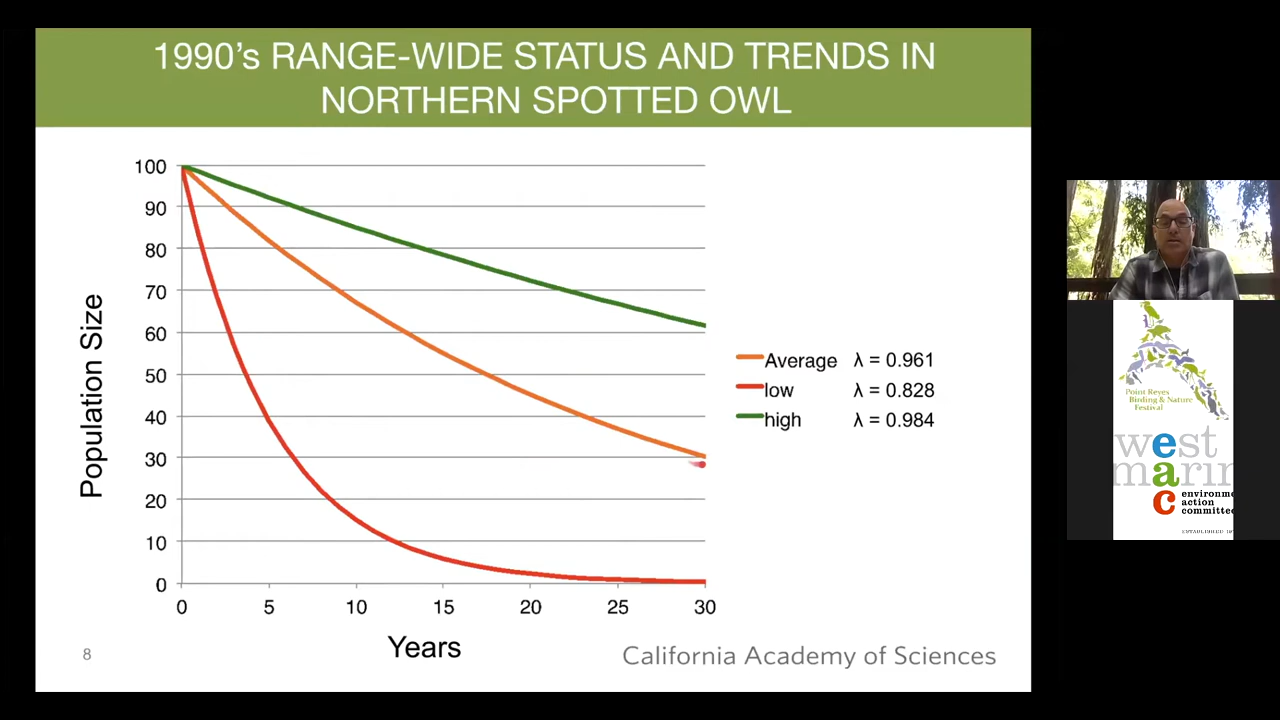 1990's RANGE-WIDE STATUS AND TRENDS IN
NORTHERN SPOTTED OWL
Population Size
100
90
80
70
60
50
40
30
20
10
0
0 5 10 15 20 25 30
Years
Average λ = 0.961
low λ = 0.828
high λ = 0.984
8
California Academy of Sciences
Point Reyes
Birding & Nature
Festival
west
marin
eac
environme
action
committee